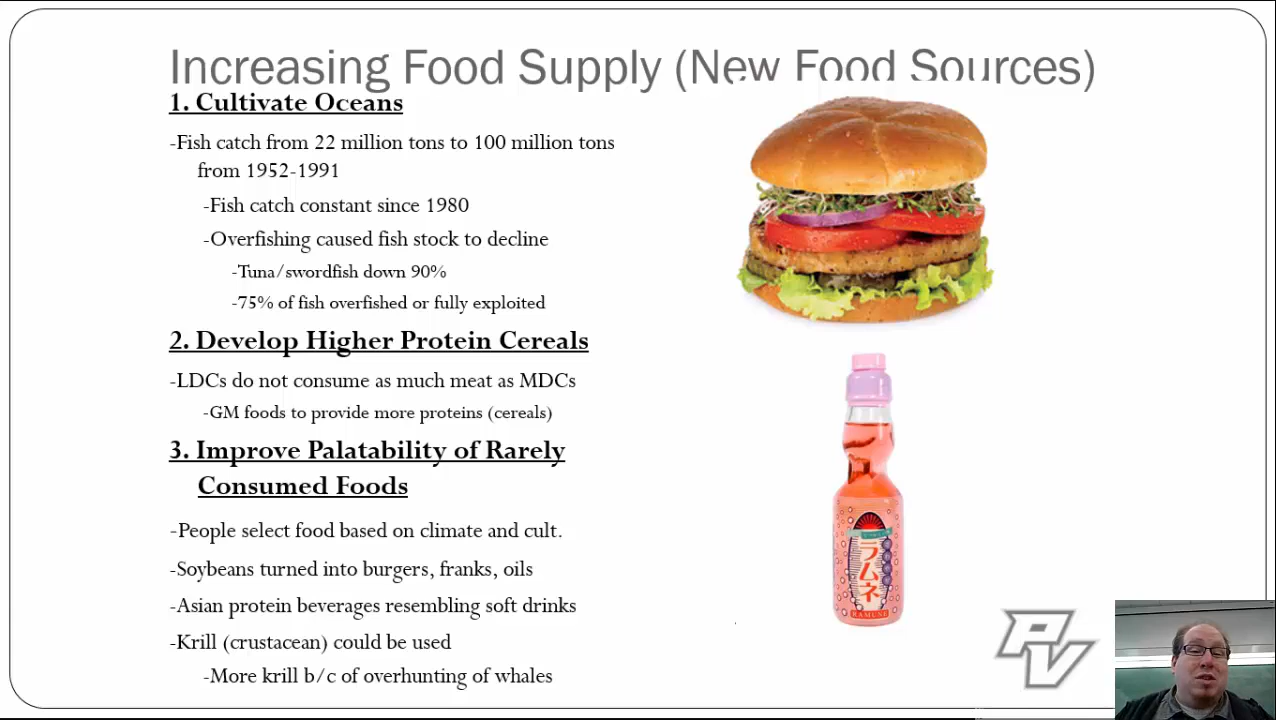 Increasing Food Supply (New Food Sources)
1. Cultivate Oceans
-Fish catch from 22 million tons to 100 million tons
from 1952-1991
-Fish catch constant since 1980
-Overfishing caused fish stock to decline
-Tuna/swordfish down 90%
-75% of fish overfished or fully exploited
2. Develop Higher Protein Cereals
-LDCs do not consume as much meat as MDCs
-GM foods to provide more proteins (cereals)
3. Improve Palatability of Rarely
Consumed Foods
-People select food based on climate and cult.
-Soybeans turned into burgers, franks, oils
-Asian protein beverages resembling soft drinks
-Krill (crustacean) could be used
-More krill b/c of overhunting of whales
ラムネ
RAMUNE
PV